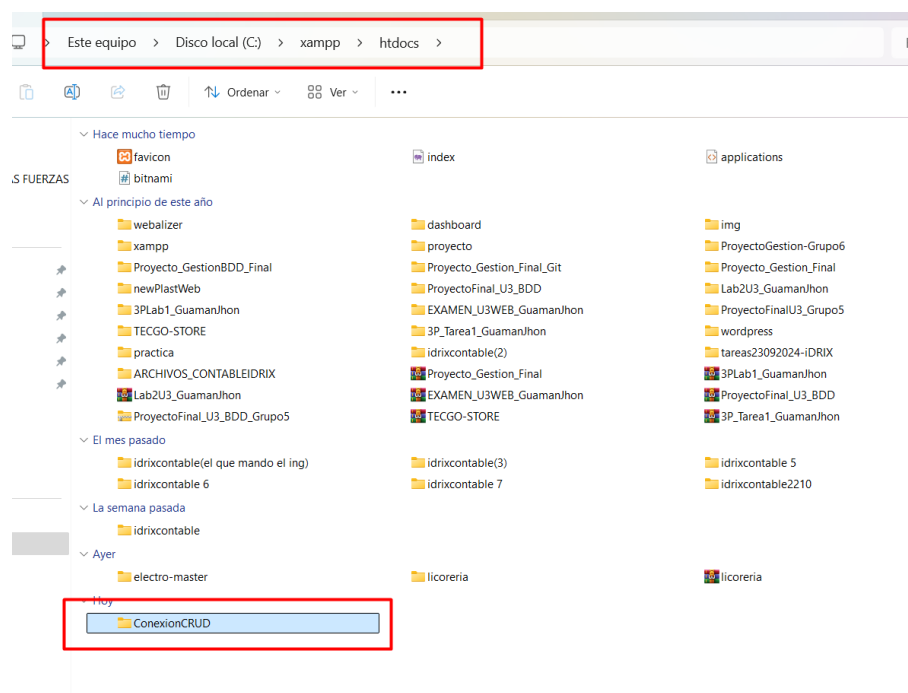 Este equipo > Disco local (C:) > xampp > htdocs >
Ordenar Ver ...
Hace mucho tiempo
favicon index applications
bitnami
AS FUERZAS
Al principio de este año
webalizer dashboard img
xampp proyecto ProyectoGestion-Grupo6
Proyecto_GestionBDD_Final Proyecto_Gestion_Final_Git Proyecto_Gestion_Final
newPlastWeb ProyectoFinal_U3_BDD Lab2U3_GuamanJhon
3PLab1_GuamanJhon EXAMEN_U3WEB_GuamanJhon ProyectoFinalU3_Grupo5
TECGO-STORE 3P_Tarea1_GuamanJhon wordpress
practica idrixcontable(2) tareas23092024-iDRIX
ARCHIVOS_CONTABLEIDRIX Proyecto_Gestion_Final 3PLab1_GuamanJhon
Lab2U3_GuamanJhon EXAMEN_U3WEB_GuamanJhon ProyectoFinal_U3_BDD
ProyectoFinal_U3_BDD_Grupo5 TECGO-STORE 3P_Tarea1_GuamanJhon
El mes pasado
idrixcontable(el que mando el ing) idrixcontable(3) idrixcontable 5
idrixcontable 6 idrixcontable 7 idrixcontable2210
La semana pasada
idrixcontable
Ayer
electro-master licoreria licoreria
Hoy
ConexionCRUD